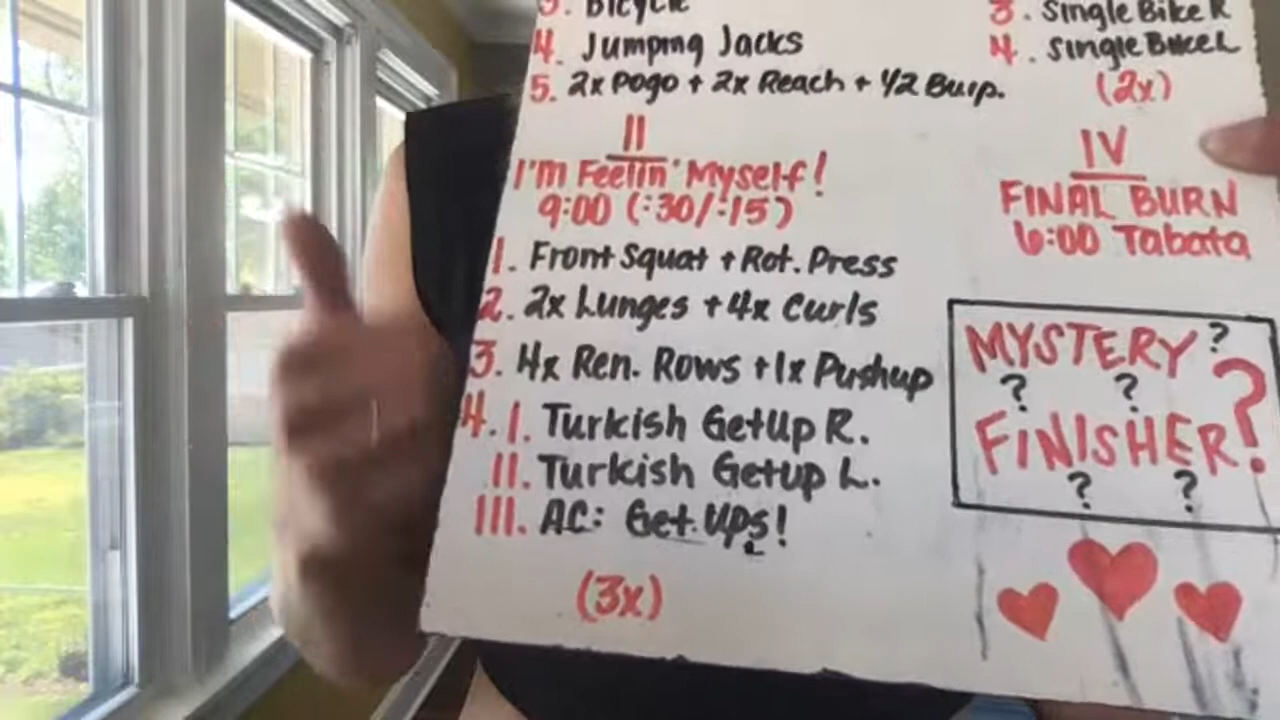 3. Bicycle
4. Jumping Jacks
5. 2x Pogo + 2x Reach + 1/2 Burp.
II
I'm Feelin' Myself!
9:00 (:30/:15)
1. Front Squat + Rot. Press
2. 2x Lunges + 4x Curls
3. 4x Ren. Rows + 1x Pushup
4. I. Turkish GetUp R.
II. Turkish Getup L.
III. AC: Get Ups!
(3x)
3. Single Bike R
4. Single Bike L
(2x)
IV
FINAL BURN
6:00 Tabata
MYSTERY ?
? ? ?
FINISHER!
? ?